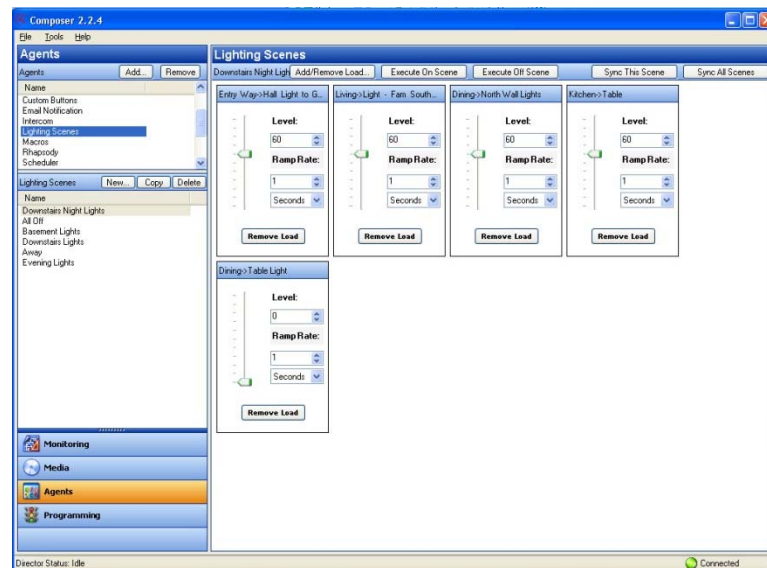 Composer 2.2.4
File Tools Help
Agents
Agents Add... Remove
Name
Custom Buttons
Email Notification
Intercom
Lighting Scenes
Macros
Rhapsody
Scheduler
Lighting Scenes New... Copy Delete
Name
Downstairs Night Lights
All Off
Basement Lights
Downstairs Lights
Away
Evening Lights
Monitoring
Media
Agents
Programming
Lighting Scenes
Downstairs Night Ligh Add/Remove Load... Execute On Scene Execute Off Scene Sync This Scene Sync All Scenes
Entry Way->Hall Light to G...
Level:
60
Ramp Rate:
1
Seconds
Remove Load
Living->Light - Fam South...
Level:
60
Ramp Rate:
1
Seconds
Remove Load
Dining->North Wall Lights
Level:
60
Ramp Rate:
1
Seconds
Remove Load
Kitchen->Table
Level:
60
Ramp Rate:
1
Seconds
Remove Load
Dining->Table Light
Level:
0
Ramp Rate:
1
Seconds
Remove Load
Director Status: Idle
Connected